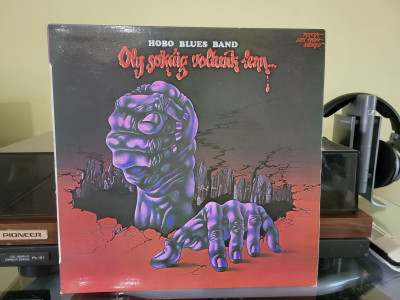 HOBO BLUES BAND
Oly sokáig voltunk lenn...
PIONEER